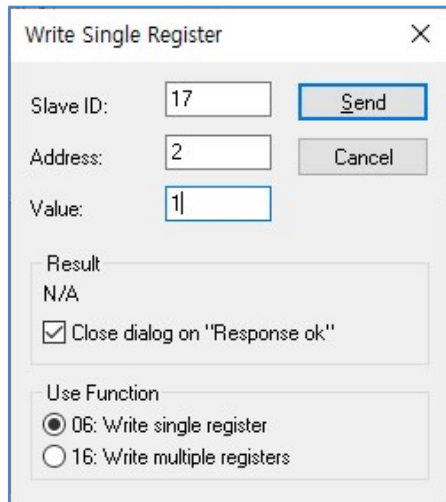 Write Single Register
Slave ID: 17 Send
Address: 2 Cancel
Value: 1
Result
N/A
Close dialog on "Response ok"
Use Function
06: Write single register
16: Write multiple registers